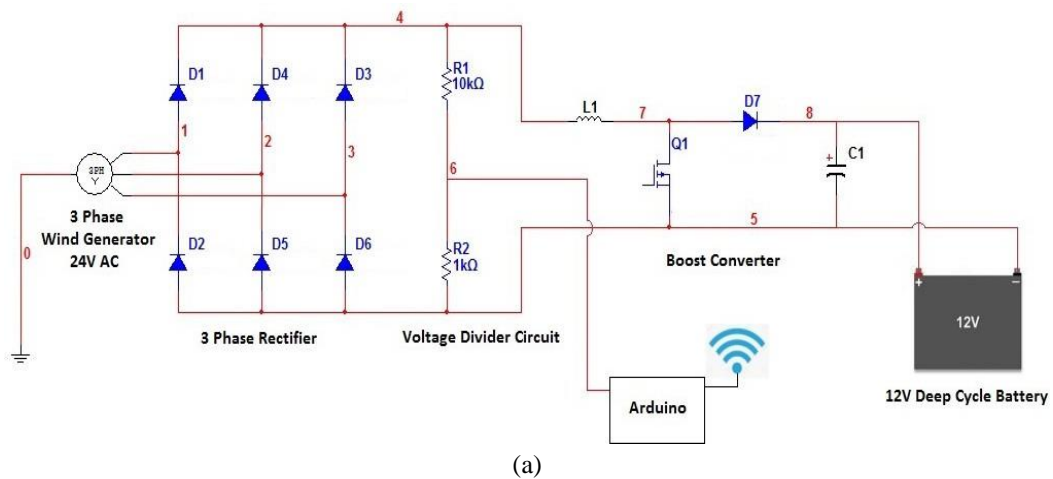 4
D1
D4
D3
R1
10kΩ
L1
7
D7
8
1
2
3
Q1
C1
+
6
3PH
Y
3 Phase
Wind Generator
24V AC
0
D2
D5
D6
R2
1kΩ
5
Boost Converter
+
−
12V
3 Phase Rectifier
Voltage Divider Circuit
Arduino
12V Deep Cycle Battery
(a)